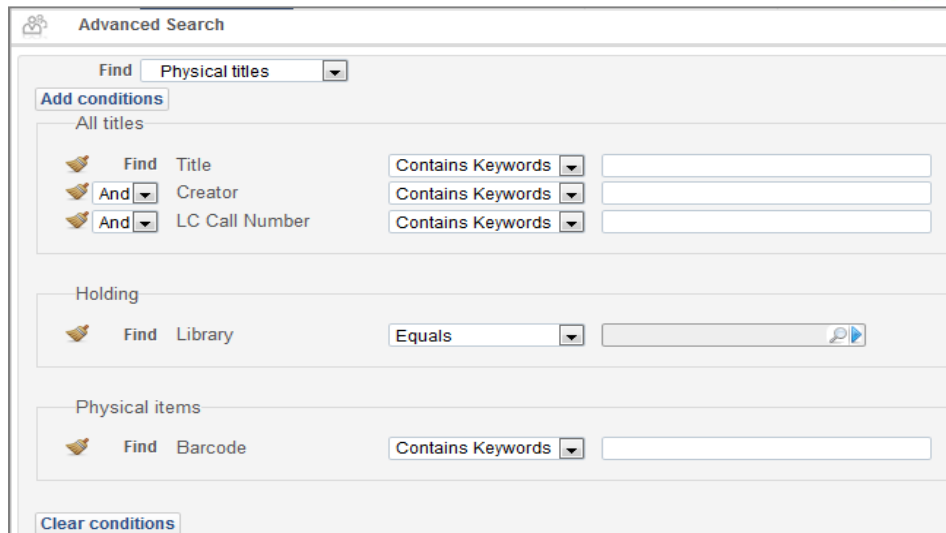 Advanced Search
Find Physical titles
Add conditions
All titles
Find Title Contains Keywords
And Creator Contains Keywords
And LC Call Number Contains Keywords
Holding
Find Library Equals
Physical items
Find Barcode Contains Keywords
Clear conditions